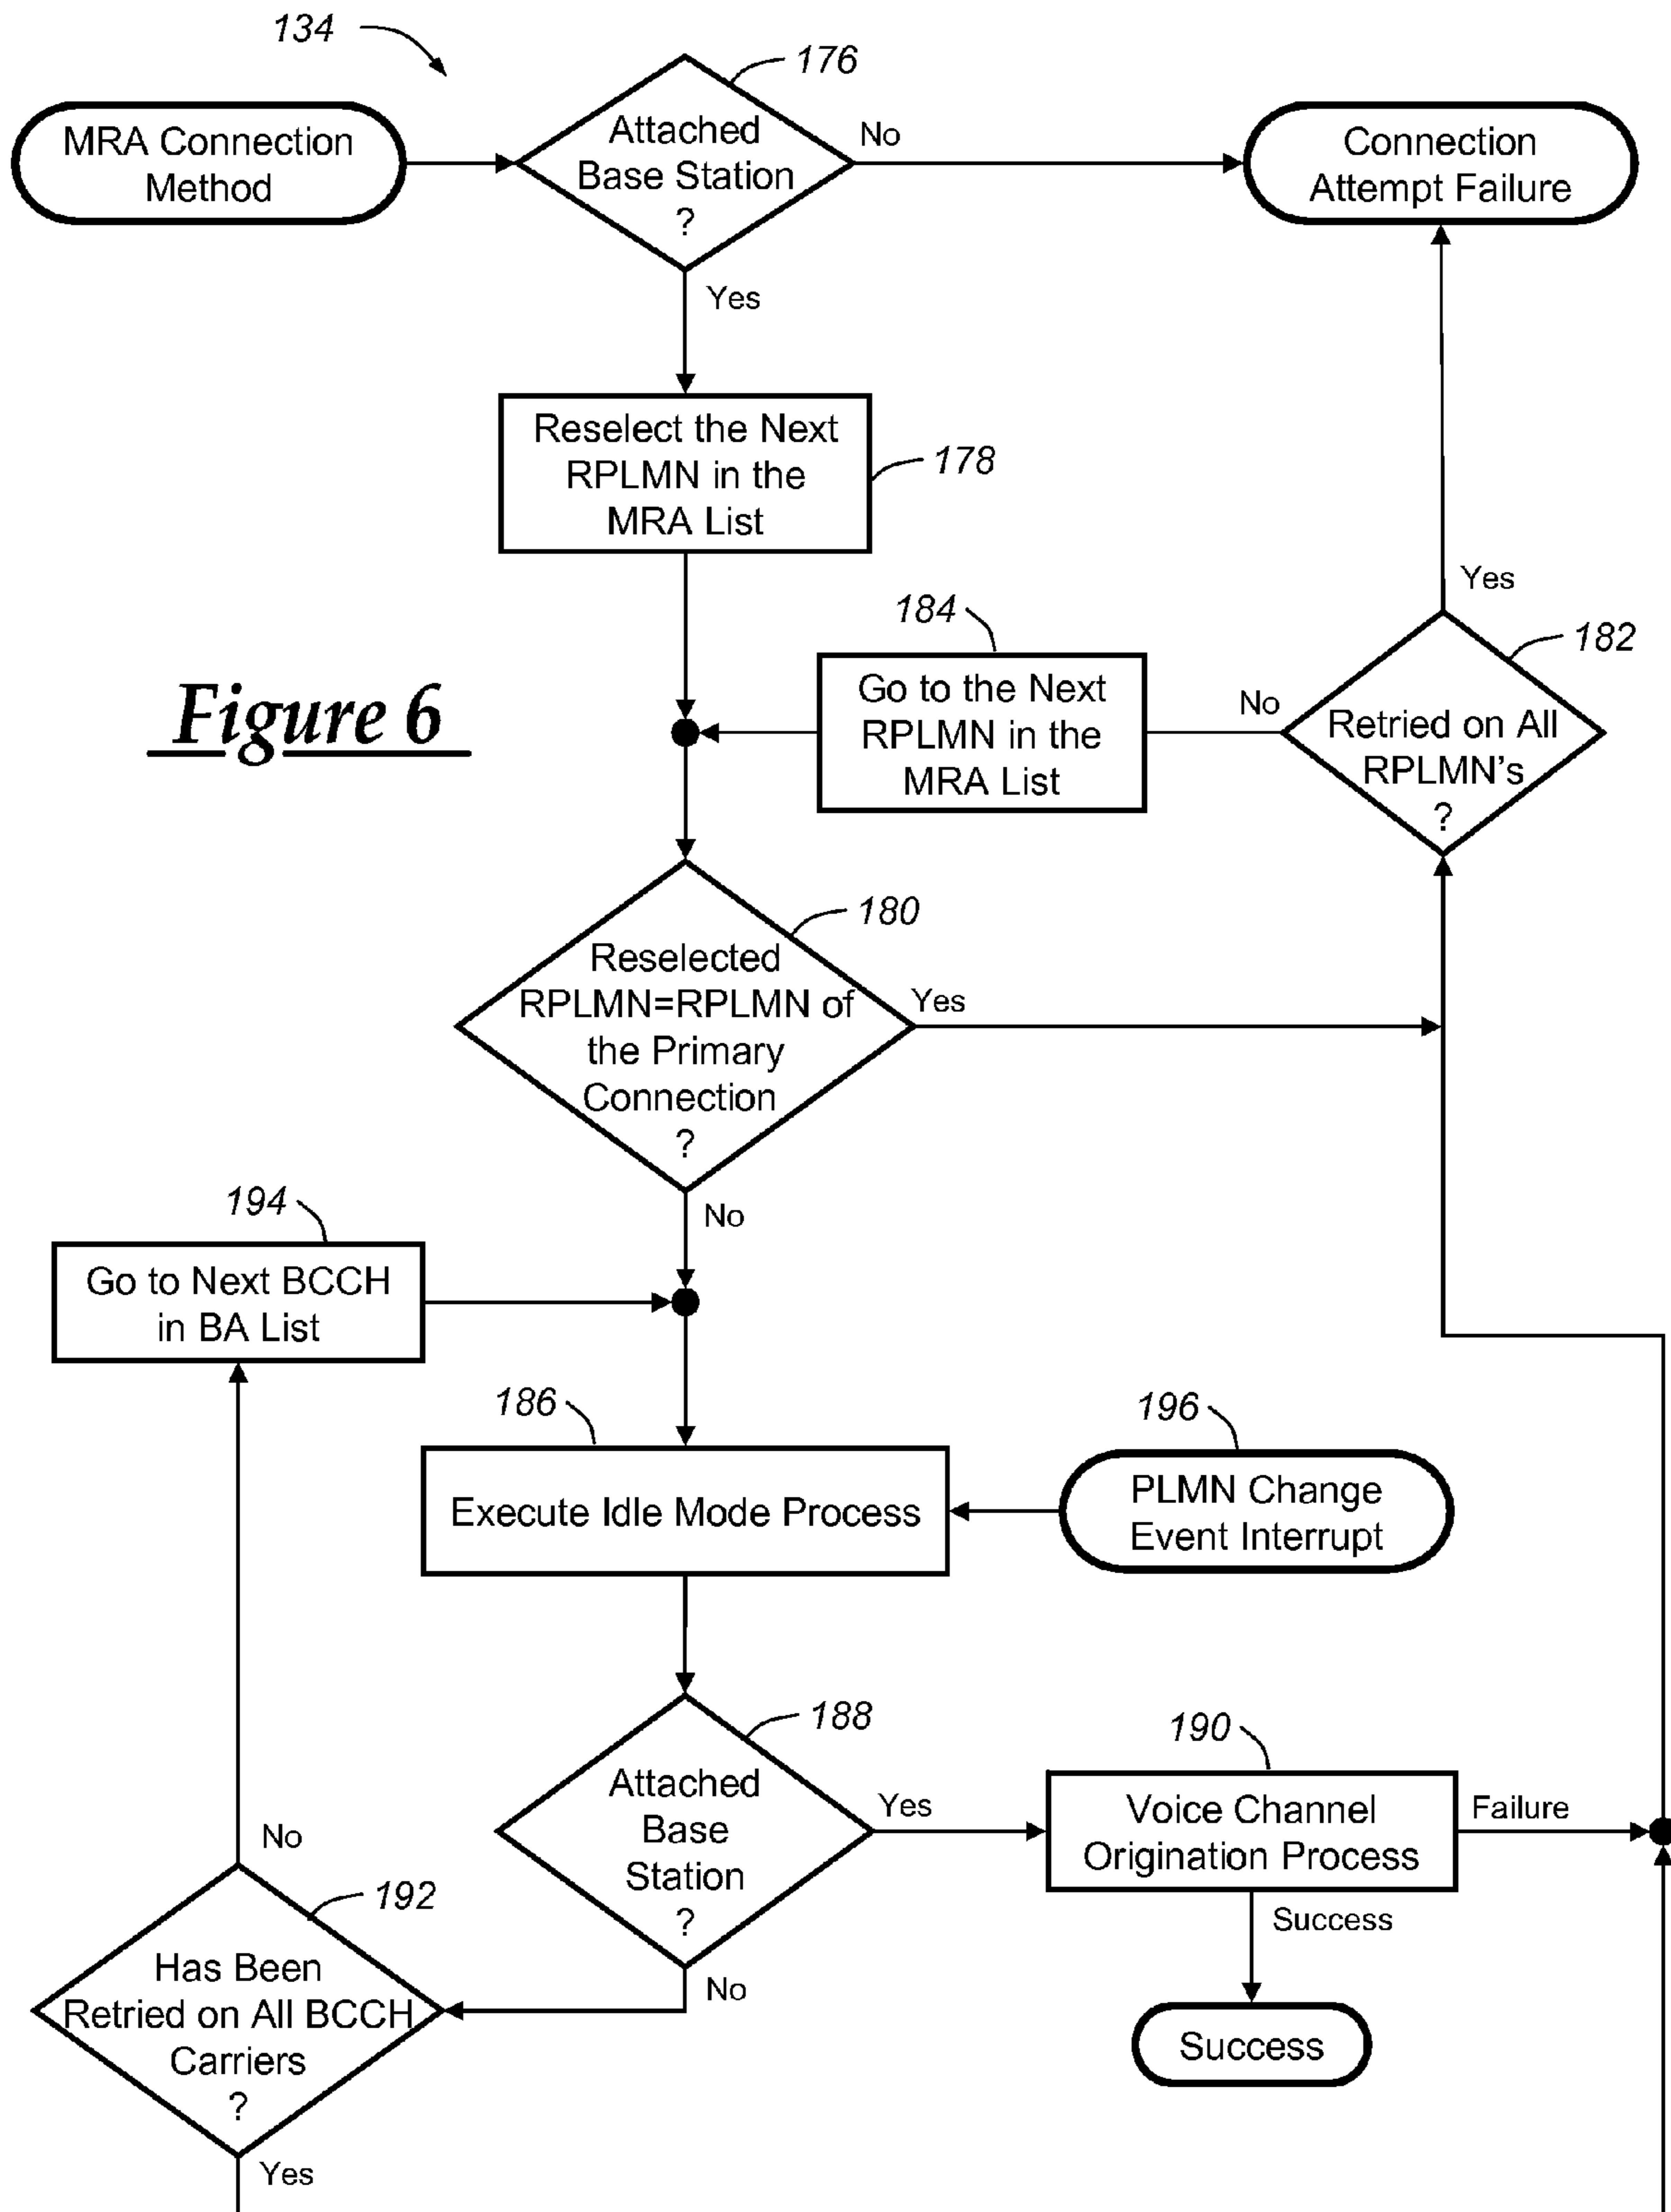 134
176
MRA Connection
Method
Attached
Base Station
?
No
Connection
Attempt Failure
Yes
Reselect the Next
RPLMN in the
MRA List
178
Yes
184
182
Figure 6
Go to the Next
RPLMN in the
MRA List
No
Retried on All
RPLMN's
?
180
Reselected
RPLMN=RPLMN of
the Primary
Connection
?
Yes
194
No
Go to Next BCCH
in BA List
186
196
Execute Idle Mode Process
PLMN Change
Event Interrupt
188
190
Attached
Base
Station
?
Yes
Voice Channel
Origination Process
Failure
No
192
No
Success
Has Been
Retried on All BCCH
Carriers
?
Success
Yes